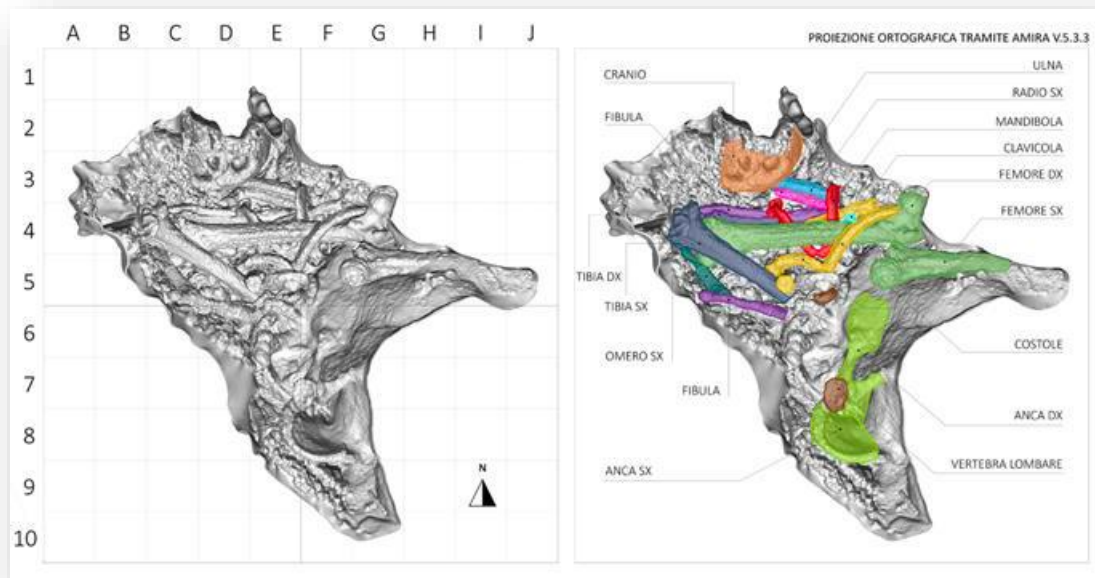 A B C D E F G H I J
1
2
3
4
5
6
7
8
9
10
N
PROIEZIONE ORTOGRAFICA TRAMITE AMIRA V.5.3.3
CRANIO
FIBULA
TIBIA DX
TIBIA SX
OMERO SX
FIBULA
ANCA SX
ULNA
RADIO SX
MANDIBOLA
CLAVICOLA
FEMORE DX
FEMORE SX
COSTOLE
ANCA DX
VERTEBRA LOMBARE